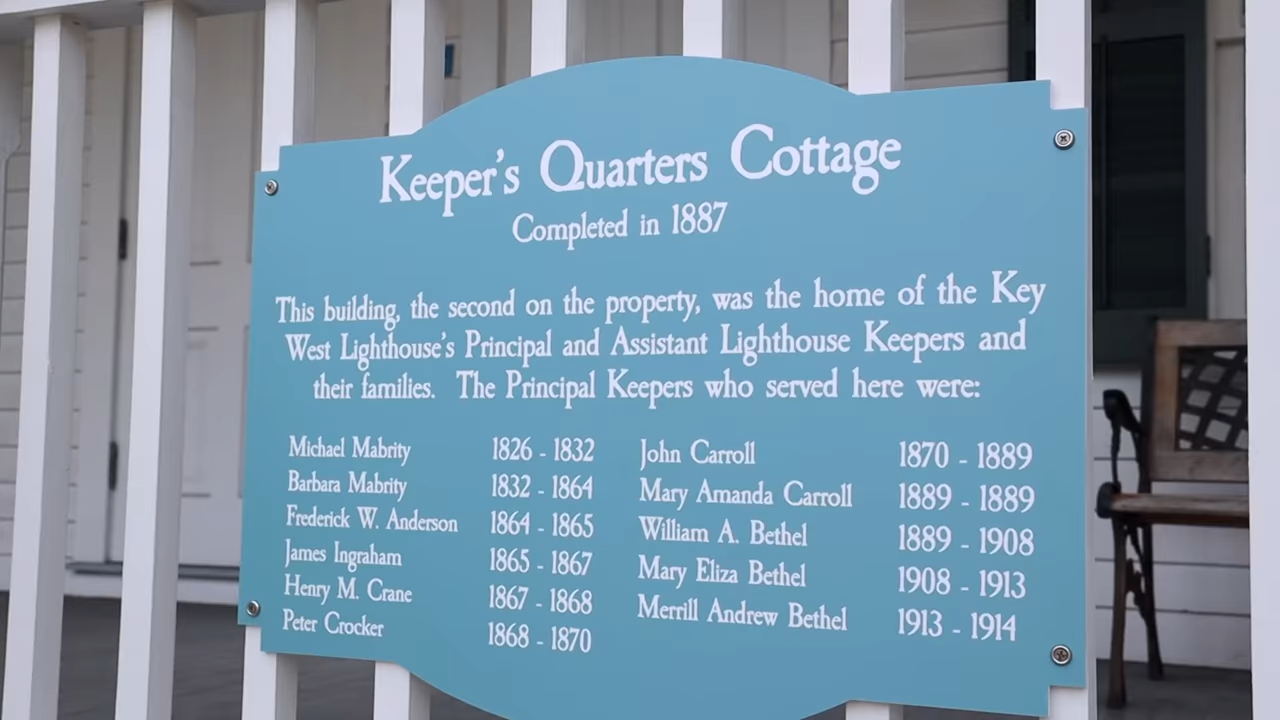 Keeper's Quarters Cottage
Completed in 1887
This building, the second on the property, was the home of the Key
West Lighthouse's Principal and Assistant Lighthouse Keepers and
their families. The Principal Keepers who served here were:
Michael Mabrity 1826 - 1832
Barbara Mabrity 1832 - 1864
Frederick W. Anderson 1864 - 1865
James Ingraham 1865 - 1867
Henry M. Crane 1867 - 1868
Peter Crocker 1868 - 1870
John Carroll 1870 - 1889
Mary Amanda Carroll 1889 - 1889
William A. Bethel 1889 - 1908
Mary Eliza Bethel 1908 - 1913
Merrill Andrew Bethel 1913 - 1914